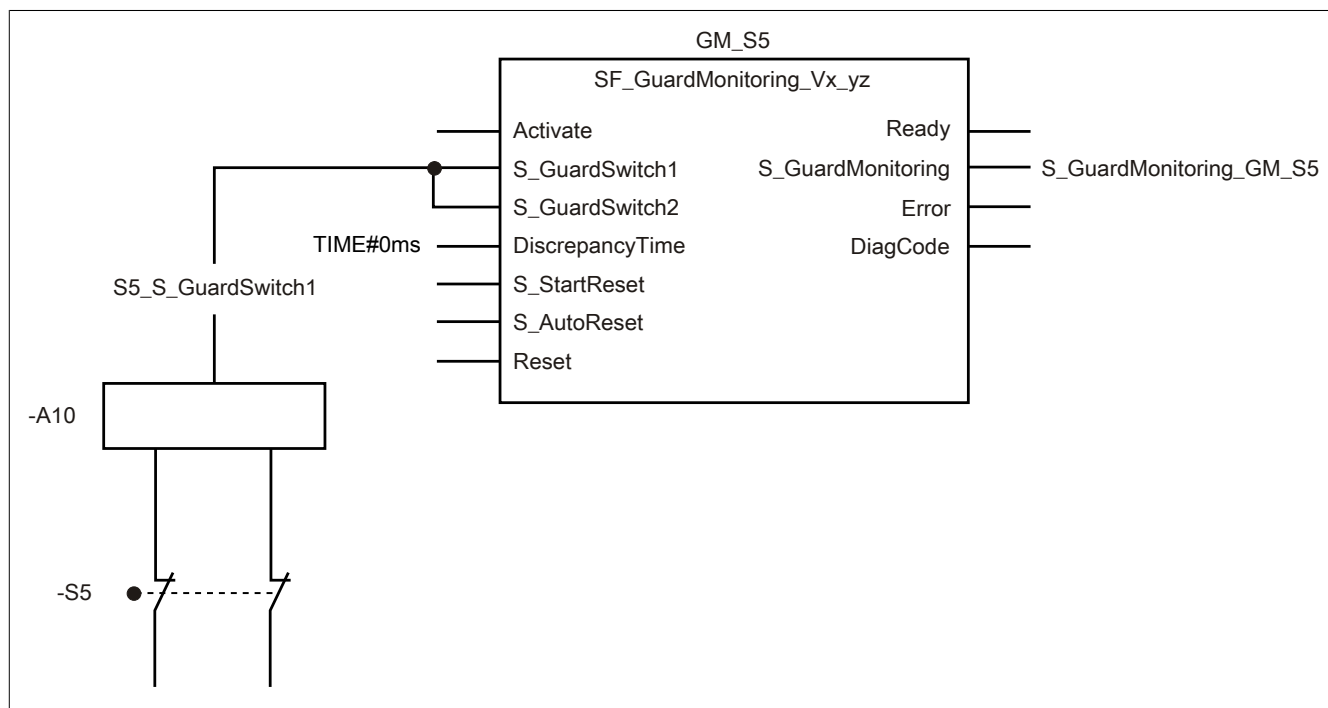 GM_S5
SF_GuardMonitoring_Vx_yz
Activate
Ready
S_GuardSwitch1
S_GuardMonitoring
S_GuardMonitoring_GM_S5
S_GuardSwitch2
Error
TIME#0ms
DiscrepancyTime
DiagCode
S5_S_GuardSwitch1
S_StartReset
S_AutoReset
Reset
-A10
-S5